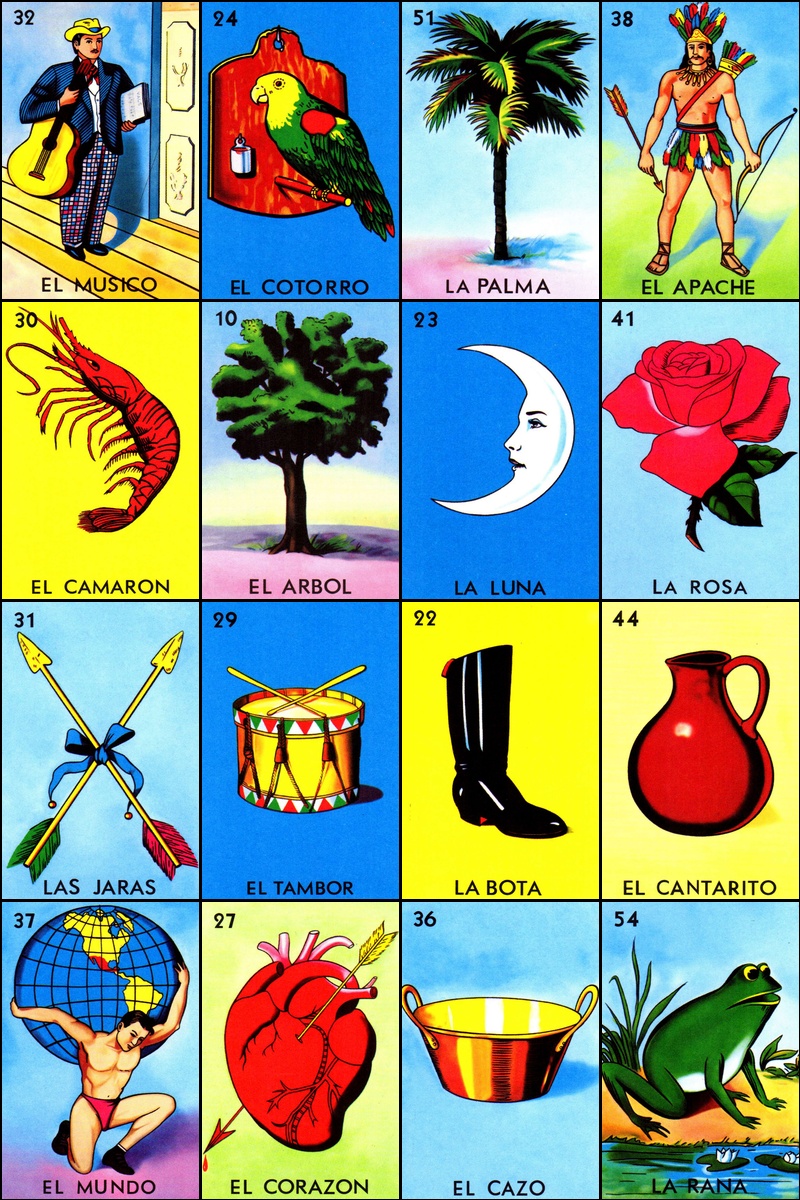 32
EL MUSICO
24
EL COTORRO
51
LA PALMA
38
EL APACHE
30
EL CAMARON
10
EL ARBOL
23
LA LUNA
41
LA ROSA
31
LAS JARAS
29
EL TAMBOR
22
LA BOTA
44
EL CANTARITO
37
EL MUNDO
27
EL CORAZON
36
EL CAZO
54
LA RANA